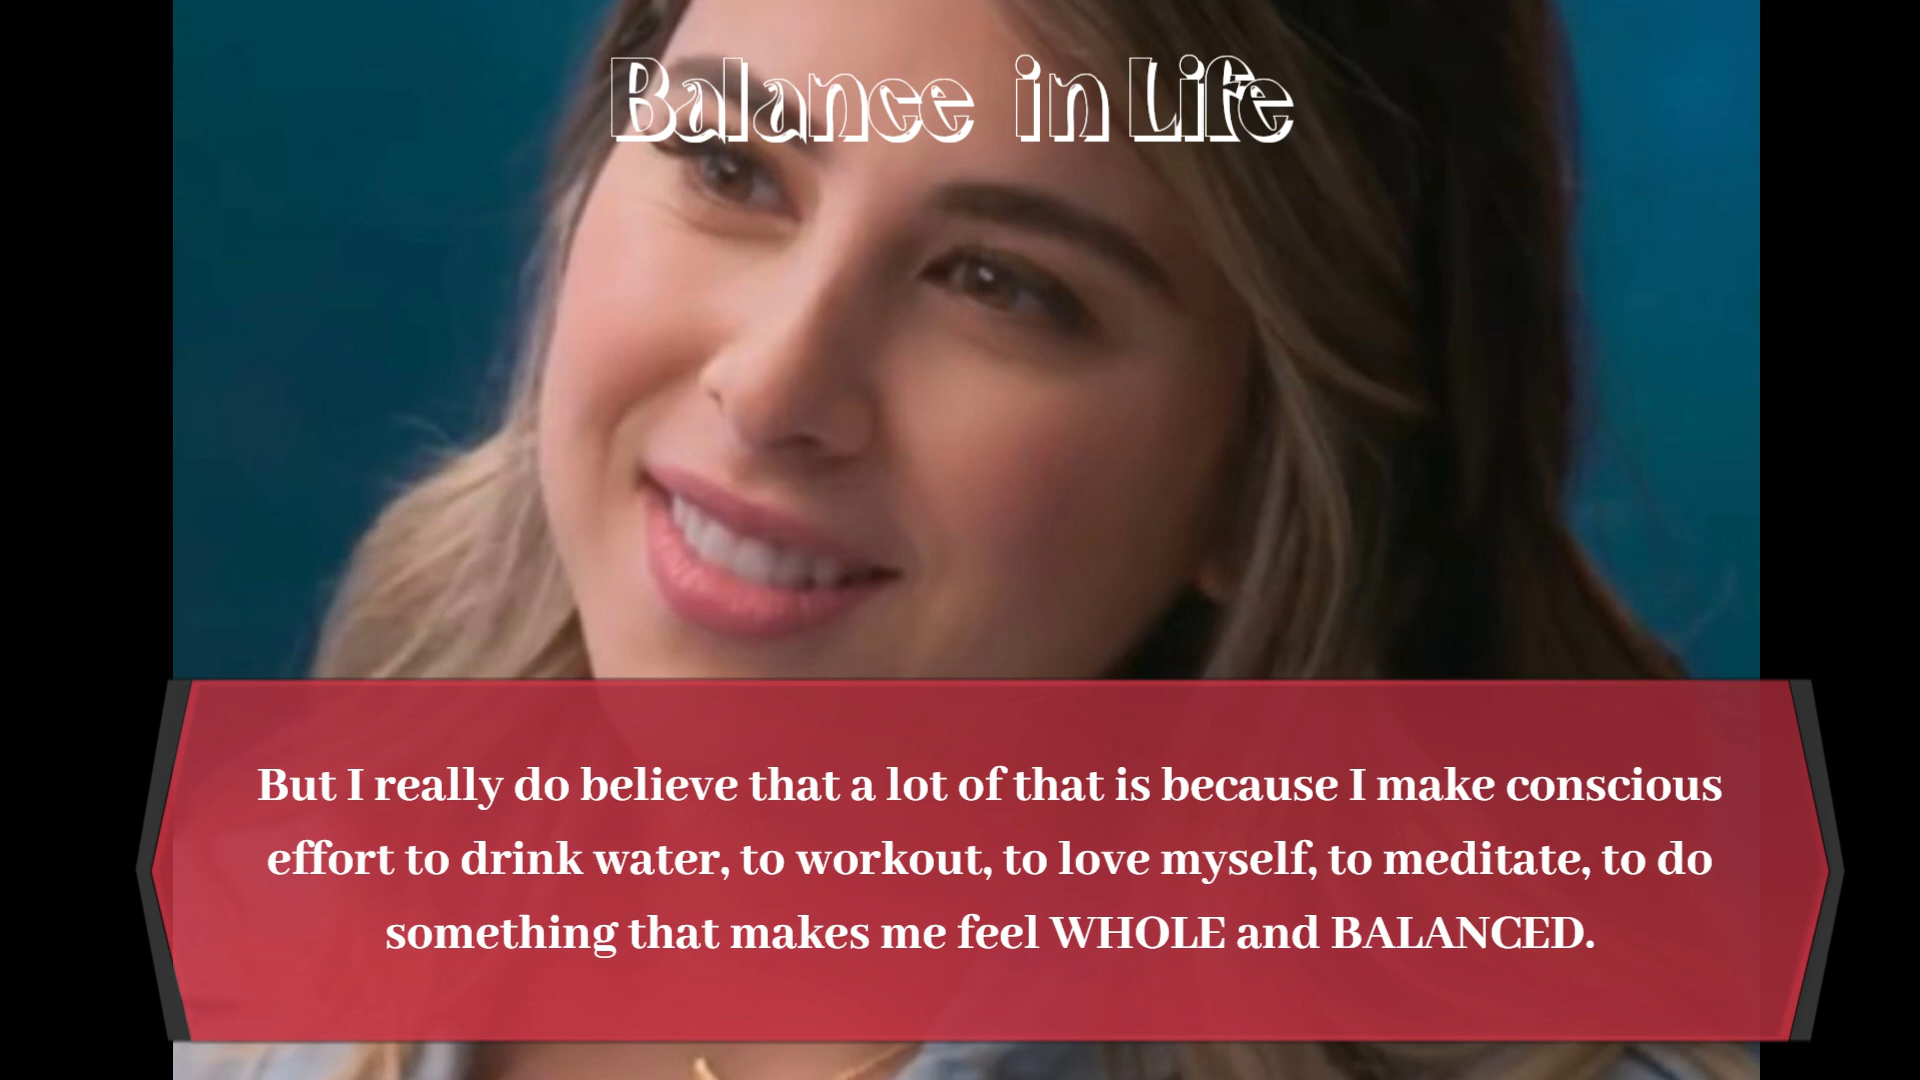 Balance in Life
But I really do believe that a lot of that is because I make conscious
effort to drink water, to workout, to love myself, to meditate, to do
something that makes me feel WHOLE and BALANCED.